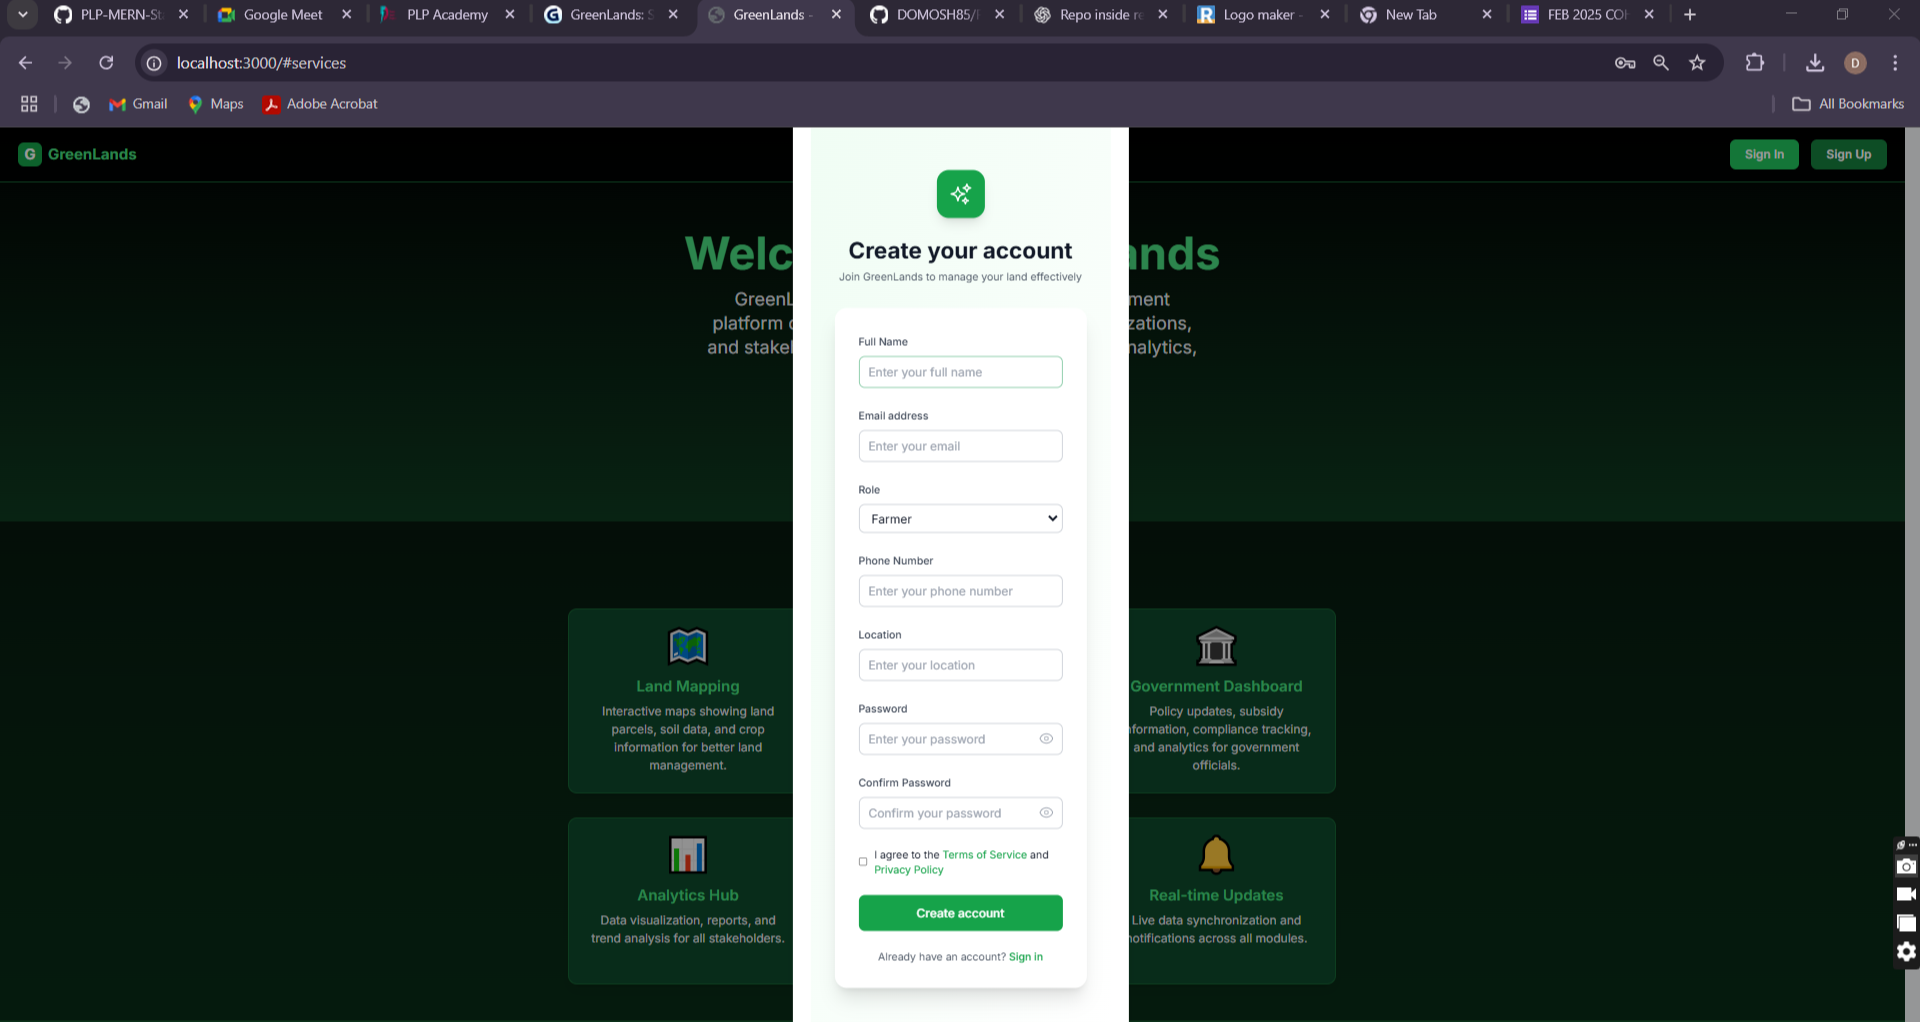 PLP-MERN-St
Google Meet
PLP Academy
GreenLands: S
GreenLands -
DOMOSH85/
Repo inside re
Logo maker -
New Tab
FEB 2025 COH
localhost:3000/#services
D
Gmail
Maps
Adobe Acrobat
All Bookmarks
G GreenLands
Sign In
Sign Up
Welc
ands
GreenL
ment
platform
zations,
and stakel
nalytics,
Create your account
Join GreenLands to manage your land effectively
Full Name
Enter your full name
Email address
Enter your email
Role
Farmer
Phone Number
Enter your phone number
Location
Enter your location
Password
Enter your password
Confirm Password
Confirm your password
I agree to the Terms of Service and
Privacy Policy
Create account
Already have an account? Sign in
Land Mapping
Interactive maps showing land
parcels, soil data, and crop
information for better land
management.
Government Dashboard
Policy updates, subsidy
nformation, compliance tracking,
and analytics for government
officials.
Analytics Hub
Data visualization, reports, and
trend analysis for all stakeholders.
Real-time Updates
Live data synchronization and
notifications across all modules.